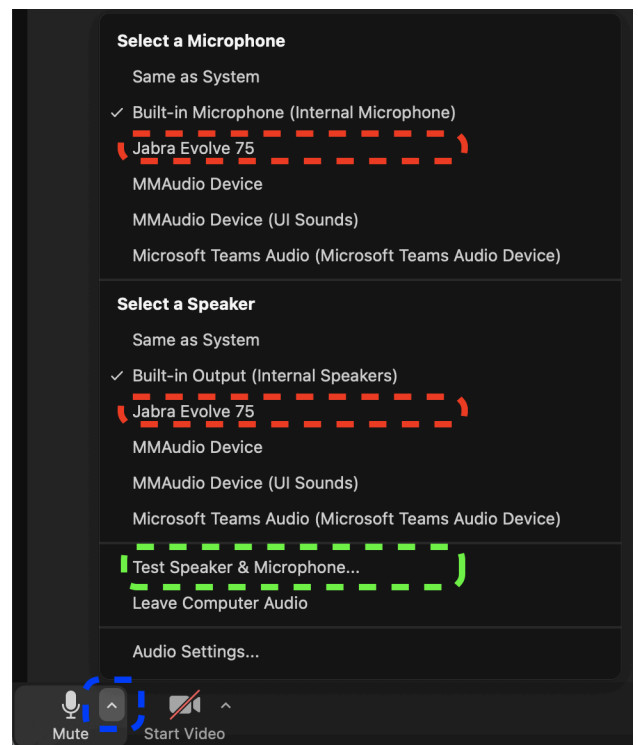 Select a Microphone
Same as System
✓ Built-in Microphone (Internal Microphone)
Jabra Evolve 75
MMAudio Device
MMAudio Device (UI Sounds)
Microsoft Teams Audio (Microsoft Teams Audio Device)
Select a Speaker
Same as System
✓ Built-in Output (Internal Speakers)
Jabra Evolve 75
MMAudio Device
MMAudio Device (UI Sounds)
Microsoft Teams Audio (Microsoft Teams Audio Device)
Test Speaker & Microphone...
Leave Computer Audio
Audio Settings...
Mute Start Video